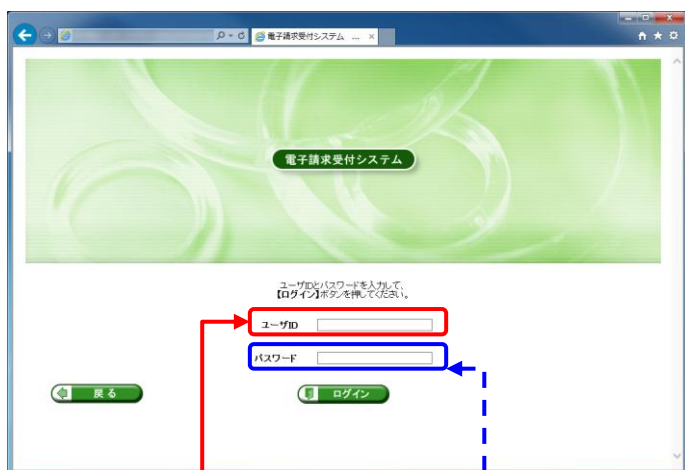 電子請求受付システム ... ×
電子請求受付システム
ユーザIDとパスワードを入力して、
【ログイン】ボタンを押してください。
ユーザID
パスワード
戻る
ログイン